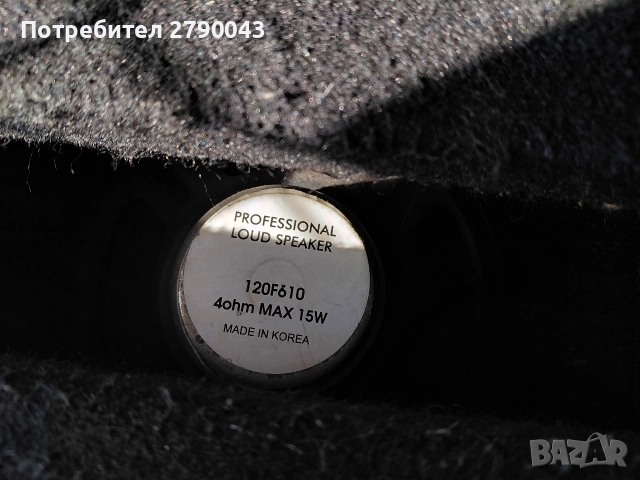 Потребител 2790043
PROFESSIONAL
LOUD SPEAKER
120F610
4ohm MAX 15W
MADE IN KOREA
BAZAR